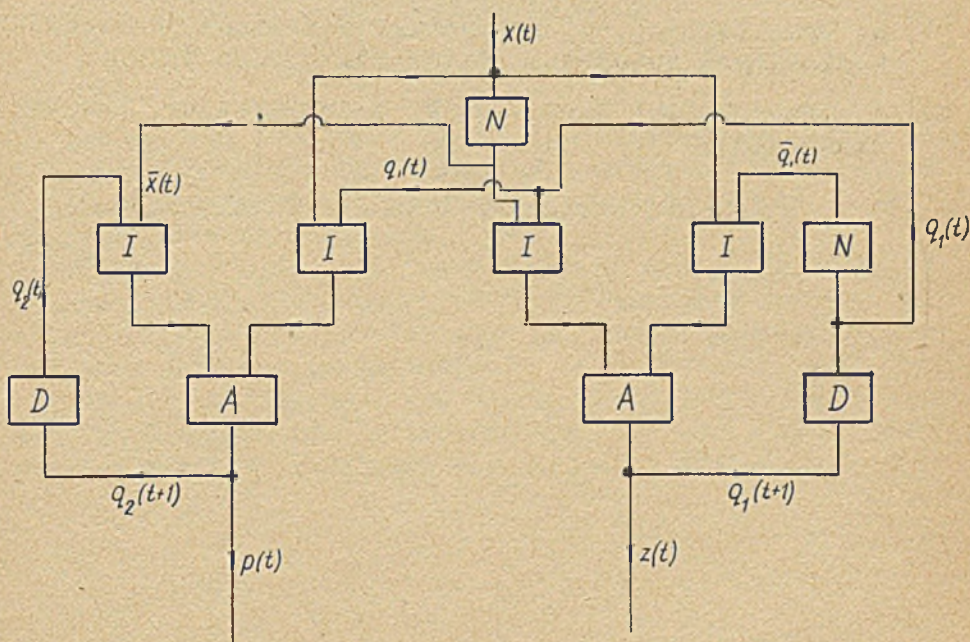 x(t)
N
q₁(t)
q̄₁(t)
x̄(t)
I
I
I
I
N
q₁(t)
q₂(t)
D
A
A
D
q₂(t+1)
q₁(t+1)
p(t)
z(t)